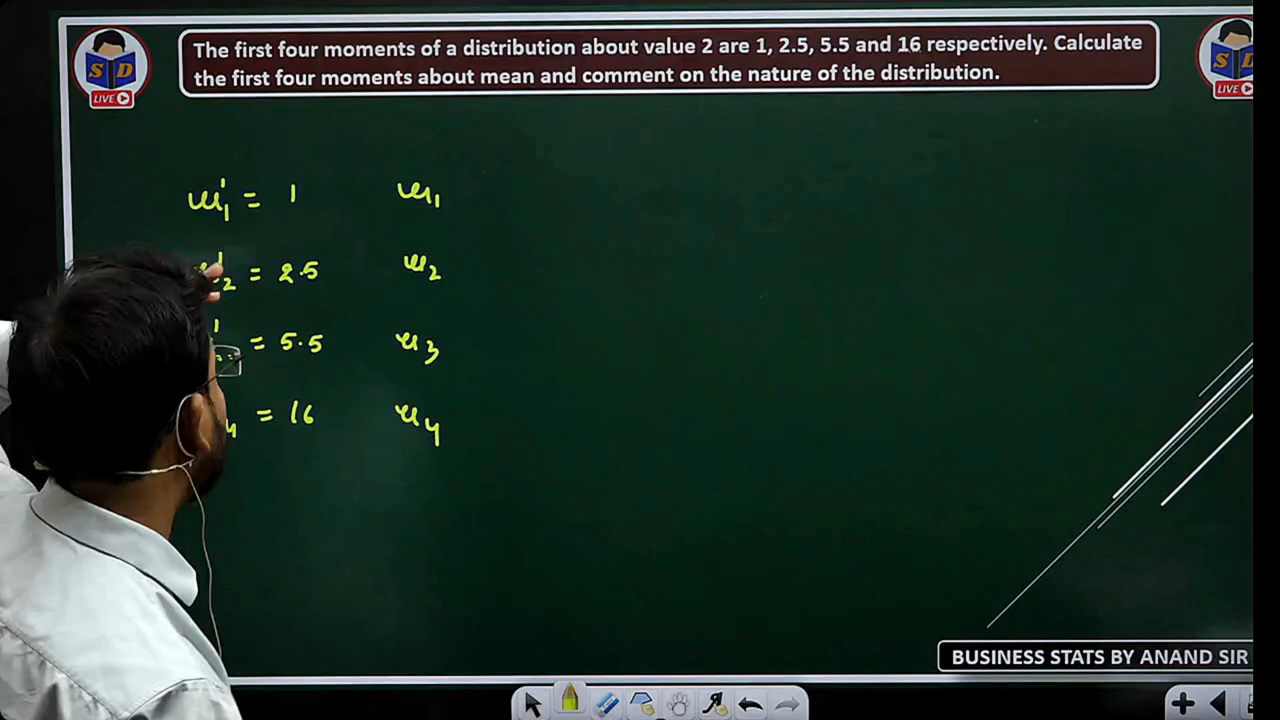 The first four moments of a distribution about value 2 are 1, 2.5, 5.5 and 16 respectively. Calculate
the first four moments about mean and comment on the nature of the distribution.
S D
LIVE
S D
LIVE
μ'₁ = 1 μ₁
μ'₂ = 2.5 μ₂
= 5.5 μ₃
₄ = 16 μ₄
BUSINESS STATS BY ANAND SIR